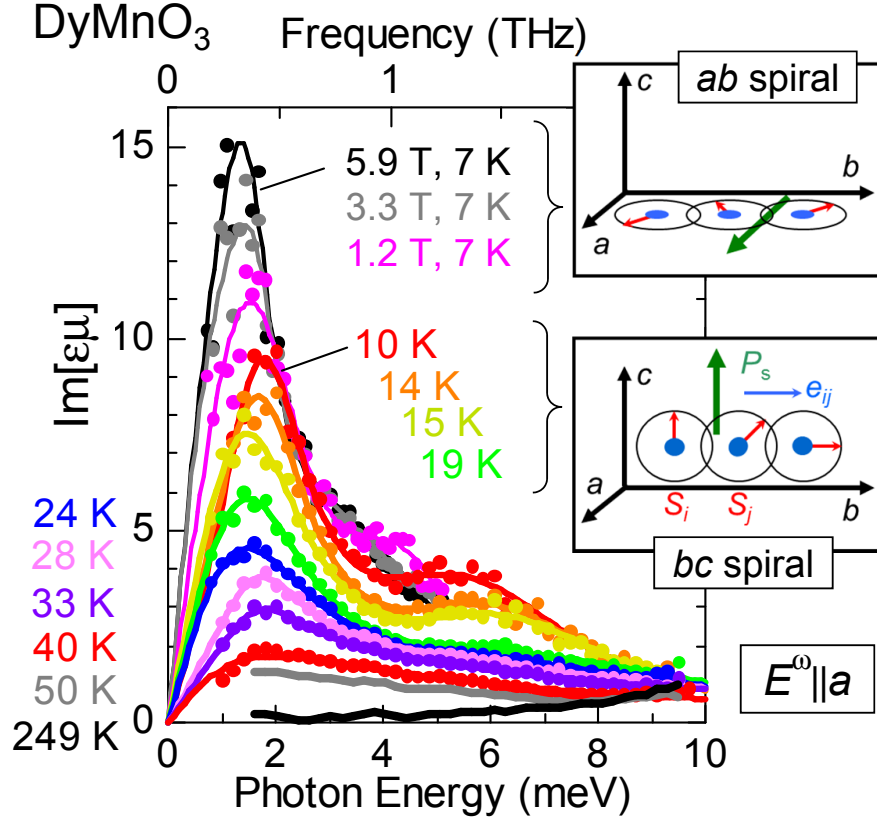 DyMnO₃
Frequency (THz)
0 1
5.9 T, 7 K
3.3 T, 7 K
1.2 T, 7 K
10 K
14 K
15 K
19 K
24 K
28 K
33 K
40 K
50 K
249 K
15
10
5
0
Im[εμ]
0 2 4 6 8 10
Photon Energy (meV)
c
ab spiral
b
a
c
Pₛ
eᵢⱼ
a
Sᵢ Sⱼ b
bc spiral
E^ω||a